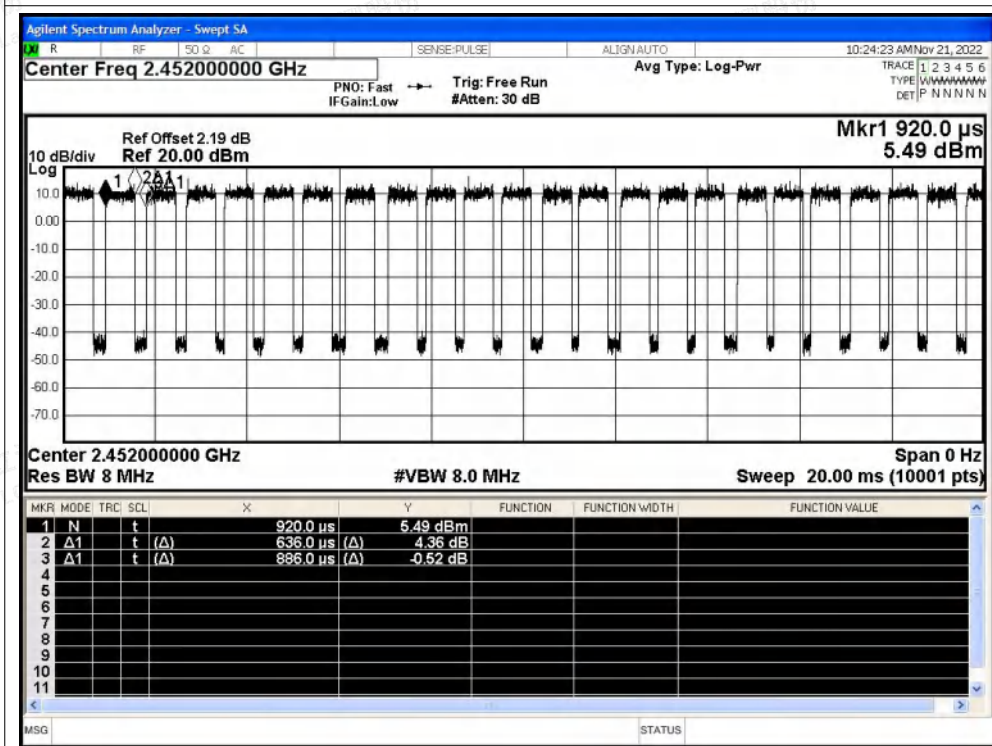 Agilent Spectrum Analyzer - Swept SA
R RF 50 Ω AC SENSE:PULSE ALIGN AUTO 10:24:23 AM Nov 21, 2022
Center Freq 2.452000000 GHz Avg Type: Log-Pwr TRACE 1 2 3 4 5 6
PNO: Fast Trig: Free Run TYPE WWWWWW
IFGain:Low #Atten: 30 dB DET P N N N N N
Mkr1 920.0 µs
Ref Offset 2.19 dB
10 dB/div Ref 20.00 dBm 5.49 dBm
Log
1 2Δ1 3Δ1
10.0
0.00
-10.0
-20.0
-30.0
-40.0
-50.0
-60.0
-70.0
Center 2.452000000 GHz Span 0 Hz
Res BW 8 MHz #VBW 8.0 MHz Sweep 20.00 ms (10001 pts)
MKR MODE TRC SCL X Y FUNCTION FUNCTION WIDTH FUNCTION VALUE
1 N t 920.0 µs 5.49 dBm
2 Δ1 t (Δ) 636.0 µs (Δ) 4.36 dB
3 Δ1 t (Δ) 886.0 µs (Δ) -0.52 dB
4
5
6
7
8
9
10
11
MSG STATUS